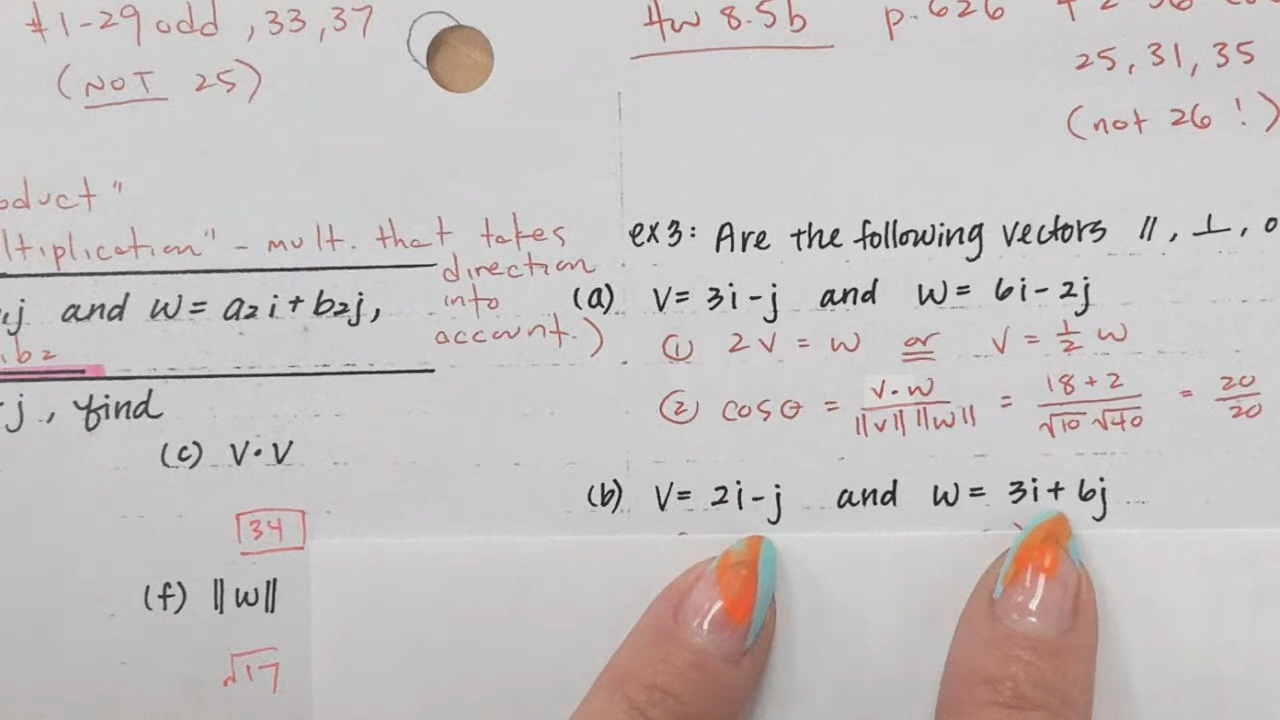 #1-29 odd, 33, 37
(NOT 25)
Hw 8.5b p.626
25, 31, 35
(not 26!)
oduct"
ltiplication" - mult. that takes
direction
into
account.)
j and w = a2i + b2j,
b2
-j, find
(c) v·v
34
(f) ||w||
√17
ex3: Are the following vectors //, ⊥, o
(a) v = 3i - j and w = 6i - 2j
① 2v = w or v = 1/2 w
② cos θ = v·w / ||v|| ||w|| = 18+2 / √10 √40 = 20/20
(b) v = 2i - j and w = 3i + 6j